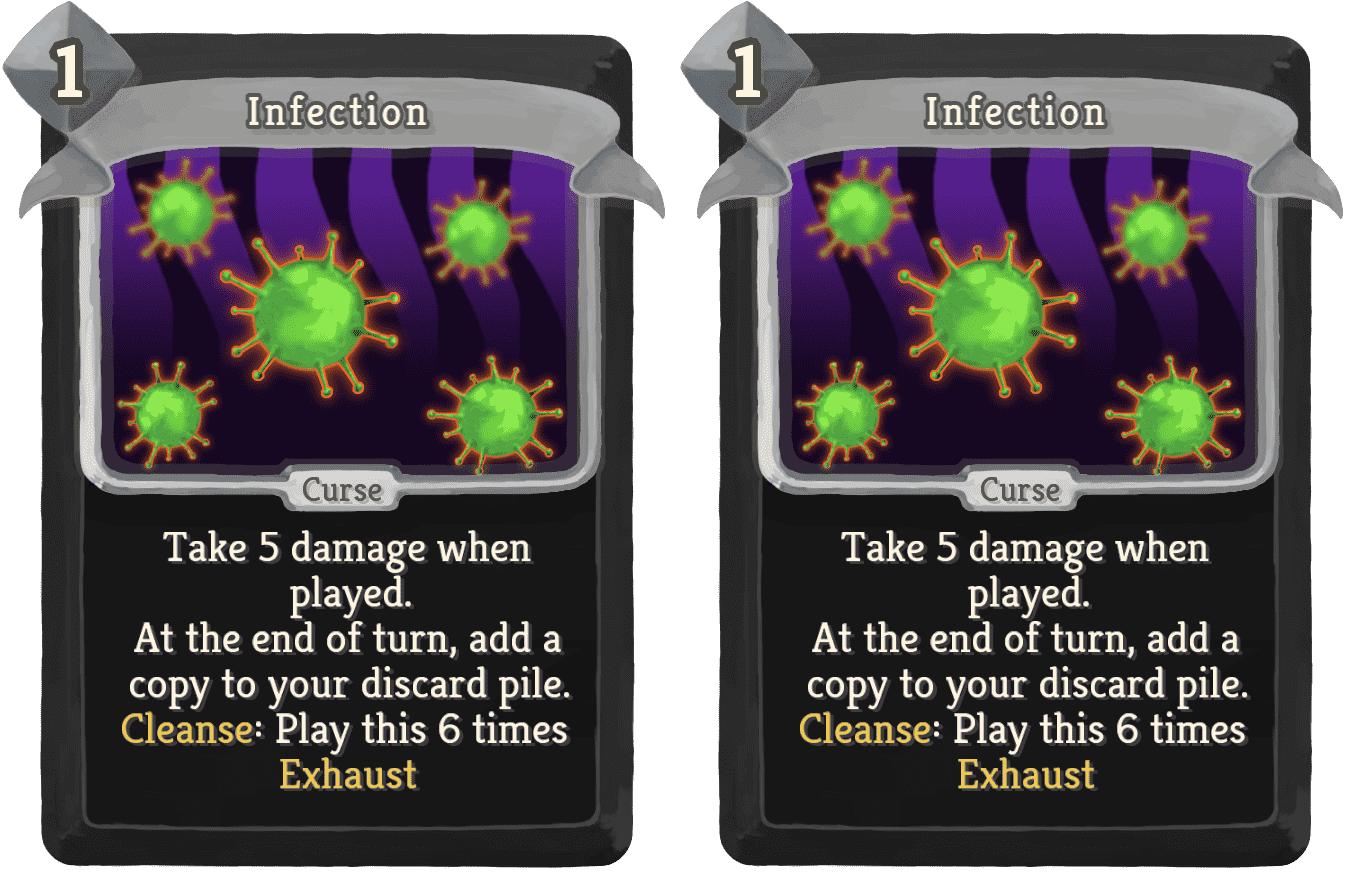 1
Infection
Curse
Take 5 damage when
played.
At the end of turn, add a
copy to your discard pile.
Cleanse: Play this 6 times
Exhaust
1
Infection
Curse
Take 5 damage when
played.
At the end of turn, add a
copy to your discard pile.
Cleanse: Play this 6 times
Exhaust